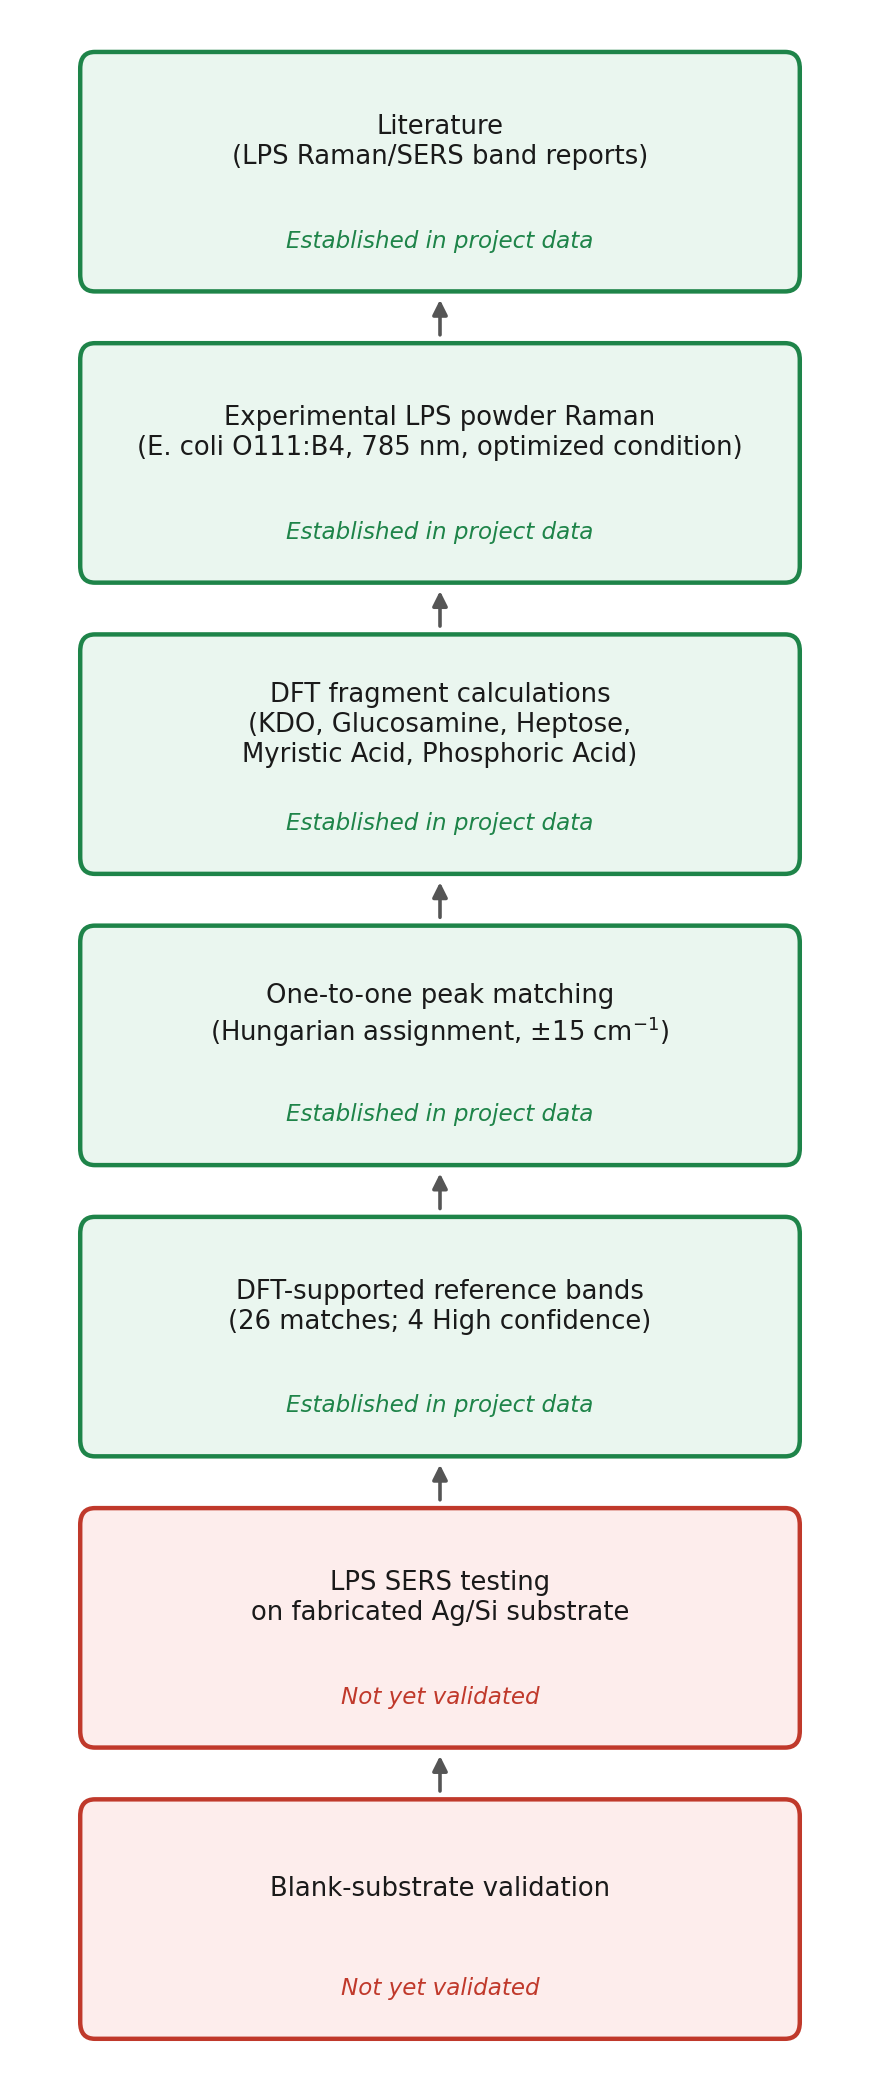 Literature
(LPS Raman/SERS band reports)
Established in project data
Experimental LPS powder Raman
(E. coli O111:B4, 785 nm, optimized condition)
Established in project data
DFT fragment calculations
(KDO, Glucosamine, Heptose,
Myristic Acid, Phosphoric Acid)
Established in project data
One-to-one peak matching
(Hungarian assignment, ±15 cm⁻¹)
Established in project data
DFT-supported reference bands
(26 matches; 4 High confidence)
Established in project data
LPS SERS testing
on fabricated Ag/Si substrate
Not yet validated
Blank-substrate validation
Not yet validated